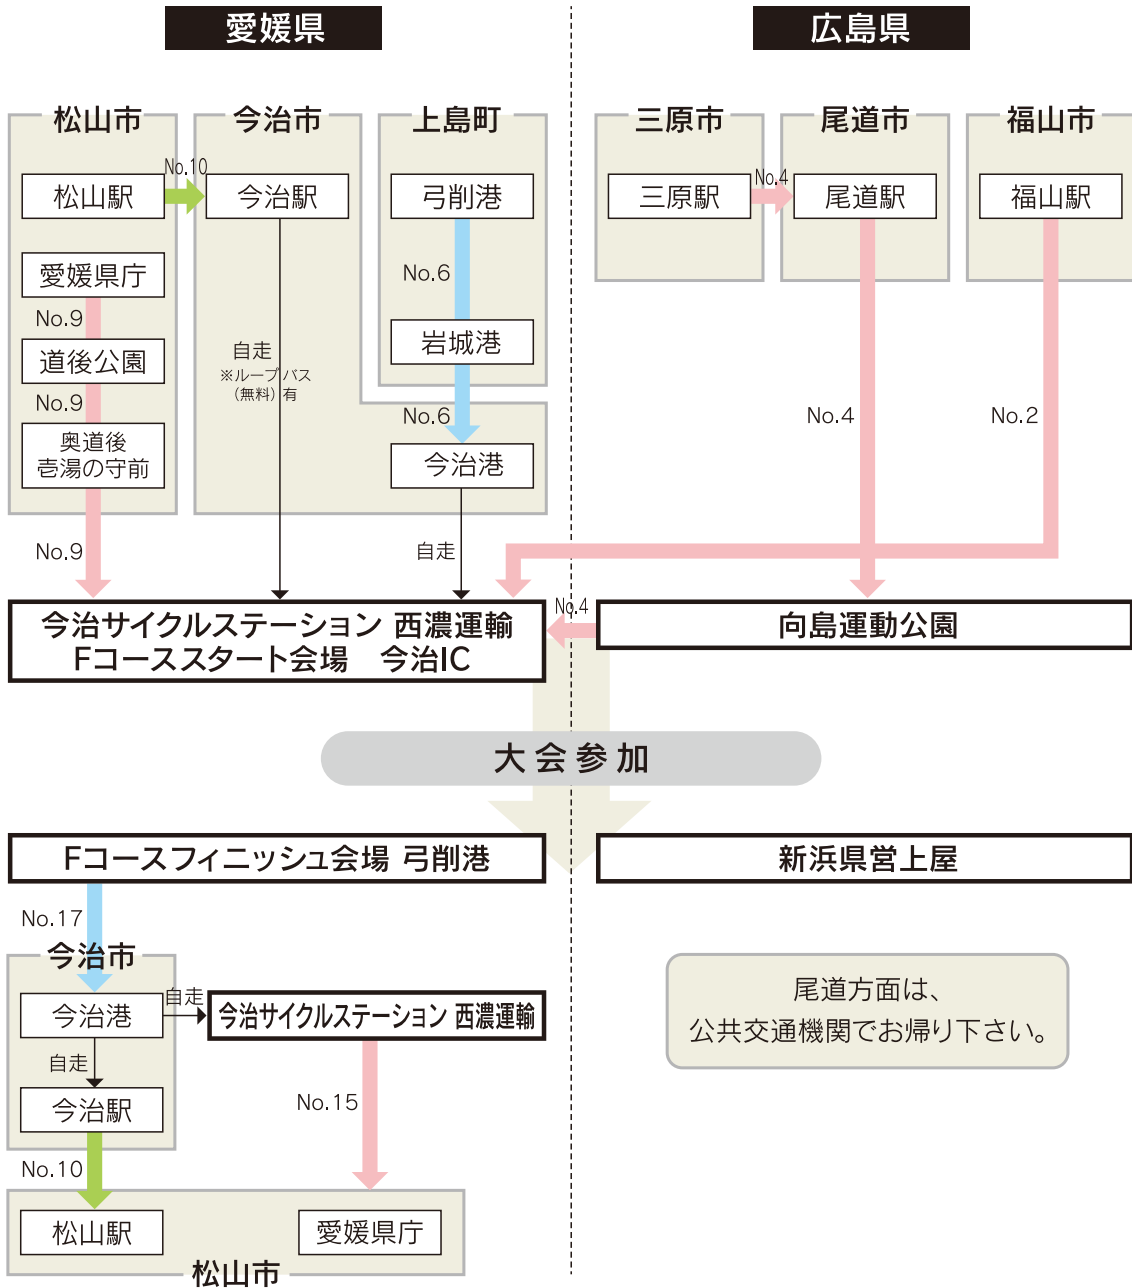 愛媛県
広島県
松山市
今治市
上島町
三原市
尾道市
福山市
No.10
No.4
松山駅
今治駅
弓削港
三原駅
尾道駅
福山駅
愛媛県庁
No.6
No.9
岩城港
道後公園
自走
※ループバス
(無料)有
No.9
No.6
No.4
No.2
奥道後
壱湯の守前
今治港
No.9
自走
No.4
今治サイクルステーション 西濃運輸
Fコーススタート会場 今治IC
向島運動公園
大会参加
Fコースフィニッシュ会場 弓削港
新浜県営上屋
No.17
今治市
今治港
自走
今治サイクルステーション 西濃運輸
尾道方面は、
公共交通機関でお帰り下さい。
自走
今治駅
No.15
No.10
松山駅
愛媛県庁
松山市